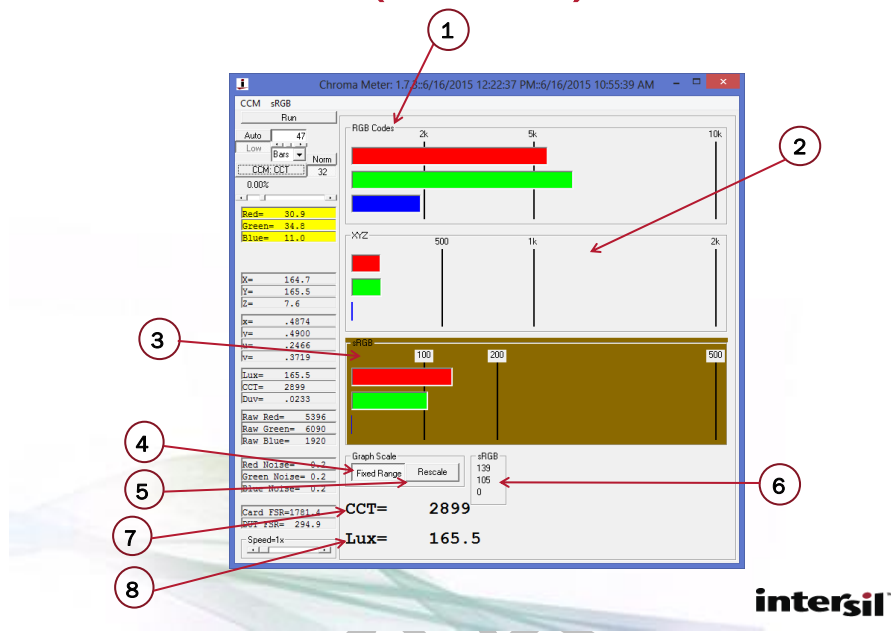 1
Chroma Meter: 1.7.3::6/16/2015 12:22:37 PM::6/16/2015 10:55:39 AM
CCM sRGB
Run
Auto 47
Low
Bars
Norm
CCM: CCT 32
0.00%
Red= 30.9
Green= 34.8
Blue= 11.0
X= 164.7
Y= 165.5
Z= 7.6
x= .4874
y= .4900
u= .2466
v= .3719
Lux= 165.5
CCT= 2899
Duv= .0233
Raw Red= 5396
Raw Green= 6090
Raw Blue= 1920
Red Noise= 0.2
Green Noise= 0.2
Blue Noise= 0.2
Card FSR=1781.4
DUT FSR= 294.9
Speed=1x
RGB Codes
2k 5k 10k
2
XYZ
500 1k 2k
3
sRGB
100 200 500
4
Graph Scale
Fixed Range Rescale
5
sRGB
139
105
0
6
7
CCT= 2899
8
Lux= 165.5
intersil